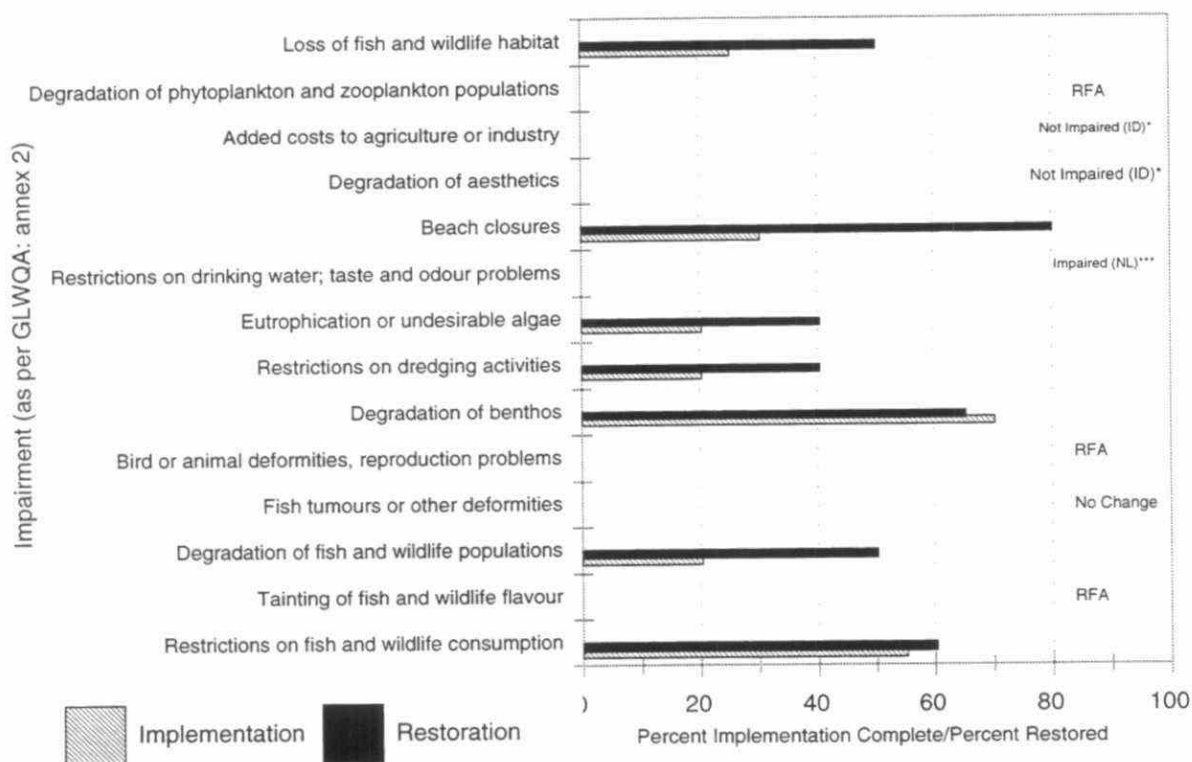 Impairment (as per GLWQA: annex 2)
Loss of fish and wildlife habitat
Degradation of phytoplankton and zooplankton populations RFA
Added costs to agriculture or industry Not Impaired (ID)*
Degradation of aesthetics Not Impaired (ID)*
Beach closures
Restrictions on drinking water; taste and odour problems Impaired (NL)***
Eutrophication or undesirable algae
Restrictions on dredging activities
Degradation of benthos
Bird or animal deformities, reproduction problems RFA
Fish tumours or other deformities No Change
Degradation of fish and wildlife populations
Tainting of fish and wildlife flavour RFA
Restrictions on fish and wildlife consumption
) 20 40 60 80 100
Implementation Restoration Percent Implementation Complete/Percent Restored